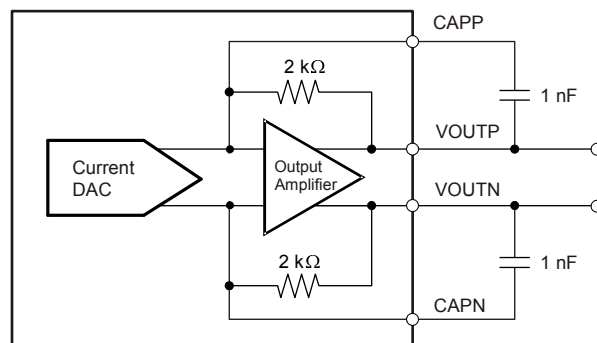 CAPP
2 kΩ
1 nF
VOUTP
Current
DAC
Output
Amplifier
VOUTN
2 kΩ
1 nF
CAPN